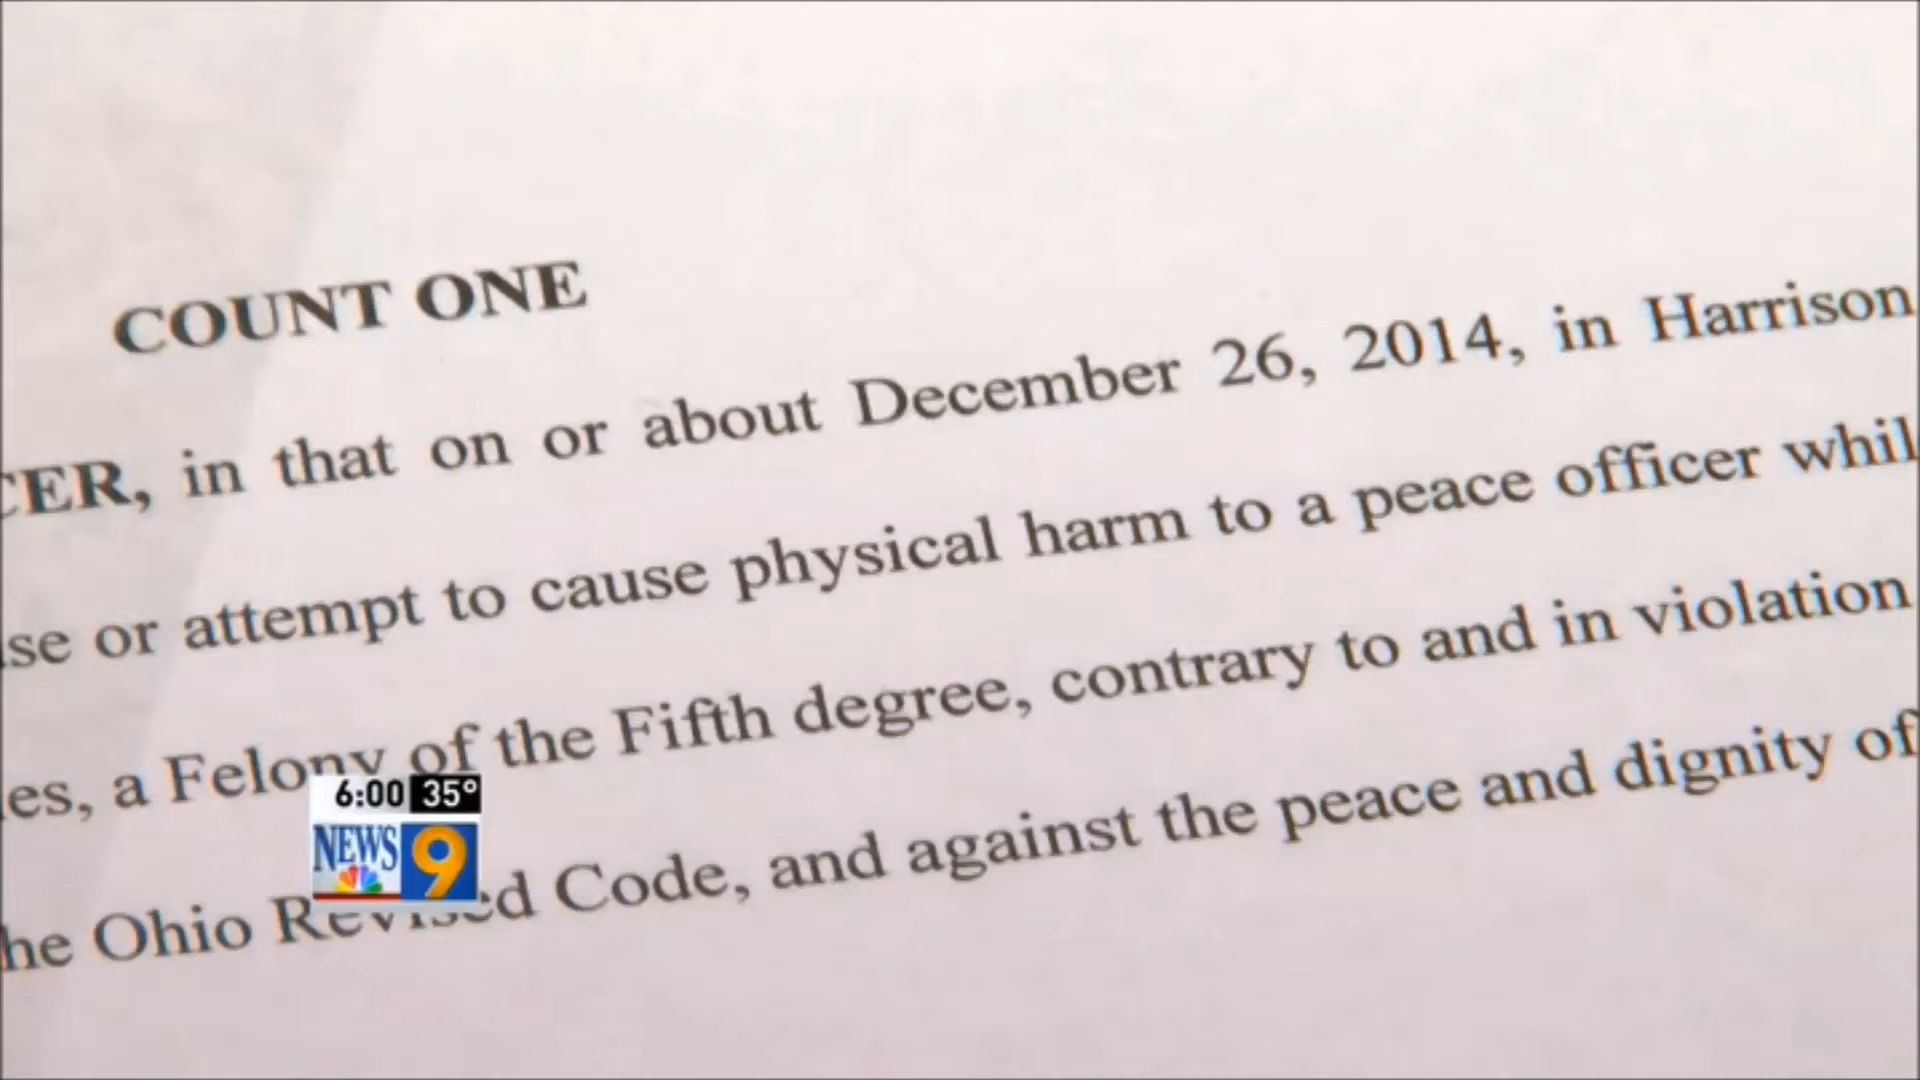 COUNT ONE
CER, in that on or about December 26, 2014, in Harrison
se or attempt to cause physical harm to a peace officer whil
es, a Felony of the Fifth degree, contrary to and in violation
he Ohio Revised Code, and against the peace and dignity of
6:00 35°
NEWS 9